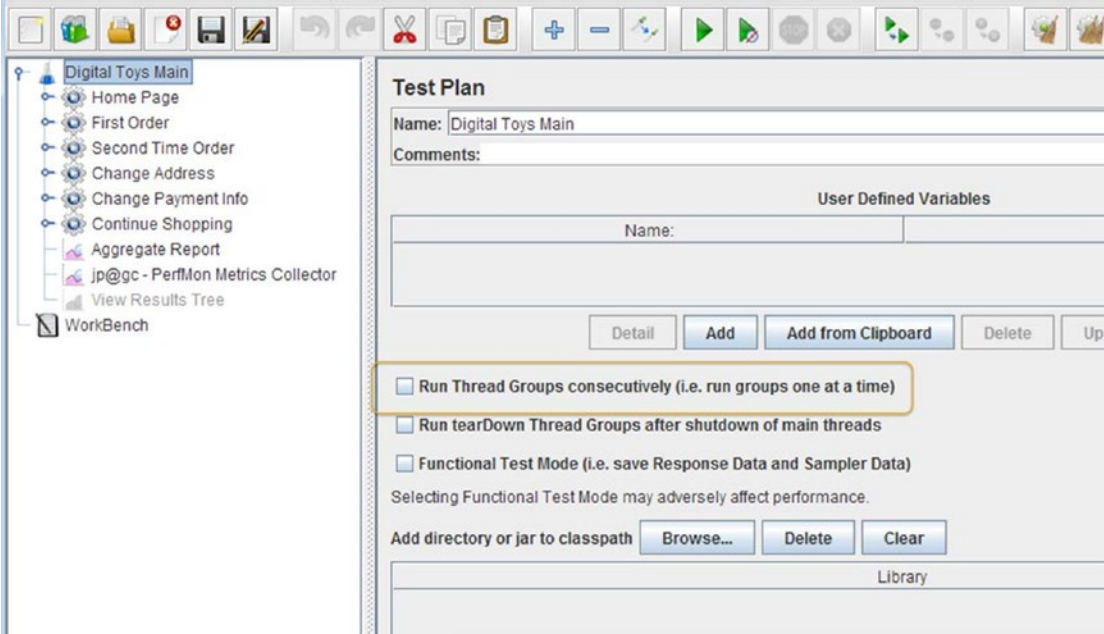 Digital Toys Main
Home Page
First Order
Second Time Order
Change Address
Change Payment Info
Continue Shopping
Aggregate Report
jp@gc - PerfMon Metrics Collector
View Results Tree
WorkBench
Test Plan
Name: Digital Toys Main
Comments:
User Defined Variables
Name:
Detail Add Add from Clipboard Delete Up
Run Thread Groups consecutively (i.e. run groups one at a time)
Run tearDown Thread Groups after shutdown of main threads
Functional Test Mode (i.e. save Response Data and Sampler Data)
Selecting Functional Test Mode may adversely affect performance.
Add directory or jar to classpath Browse... Delete Clear
Library